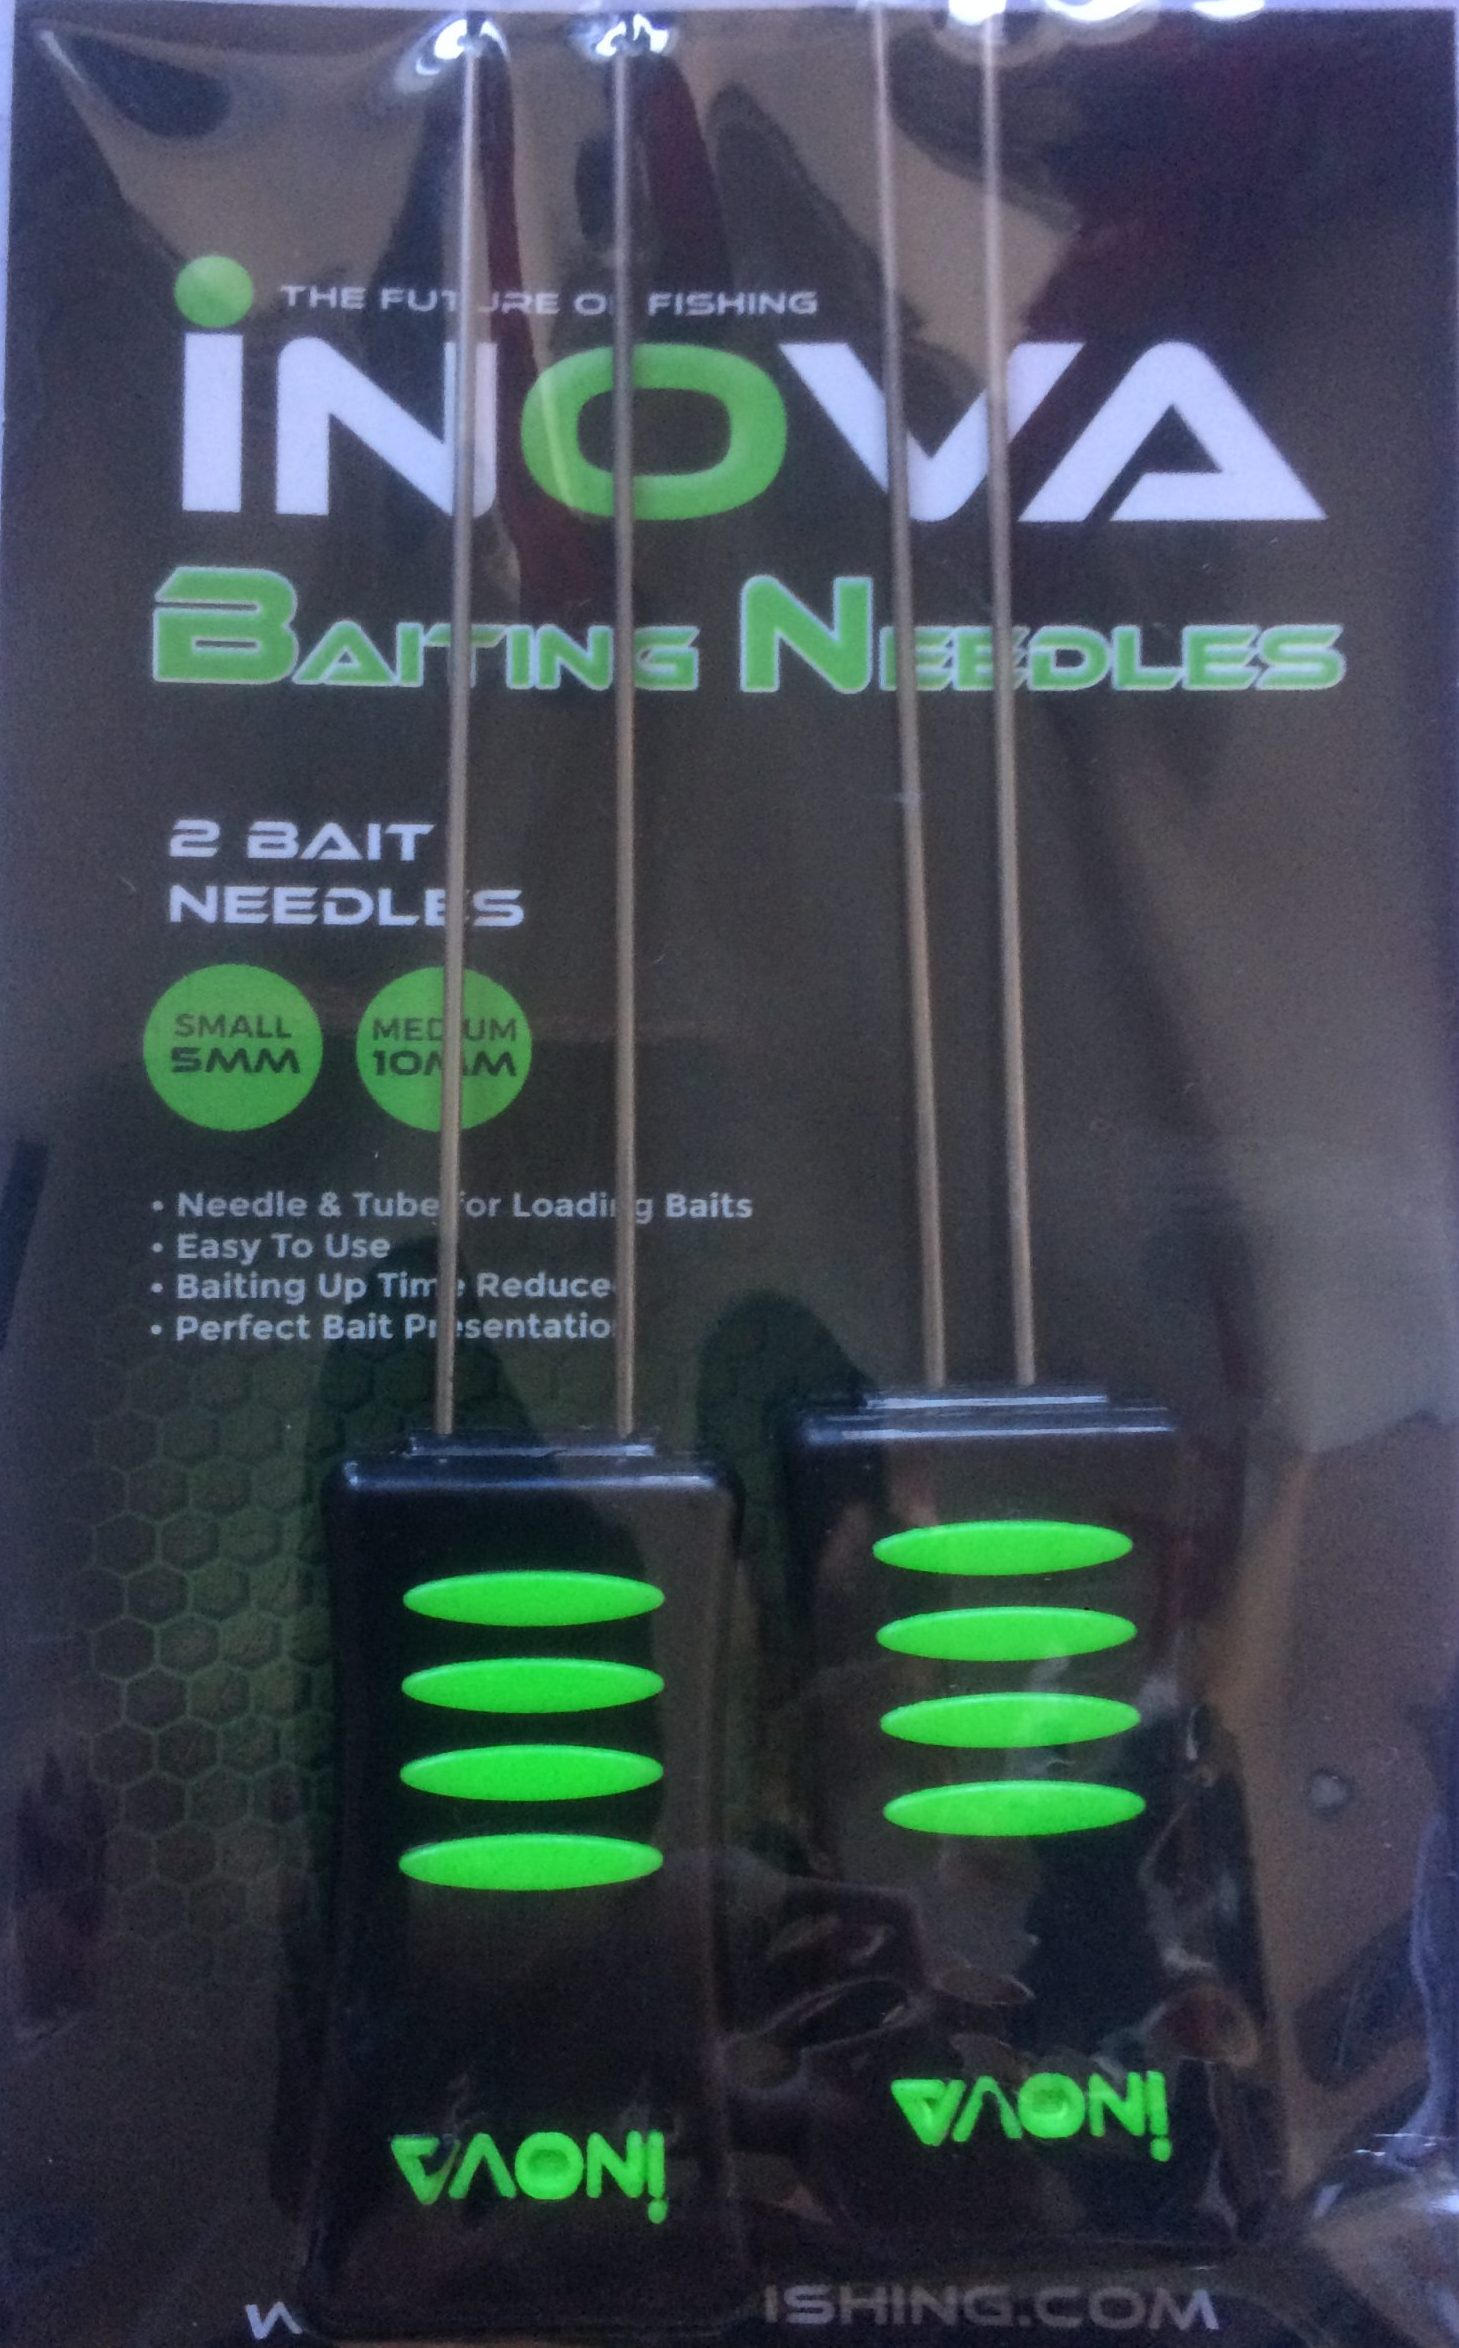 THE FUTURE OF FISHING
iNOVA
BAITING NEEDLES
2 BAIT
NEEDLES
SMALL
5MM
MEDIUM
10MM
• Needle & Tube for Loading Baits
• Easy To Use
• Baiting Up Time Reduced
• Perfect Bait Presentation
iNOVA
iNOVA
ISHING.COM